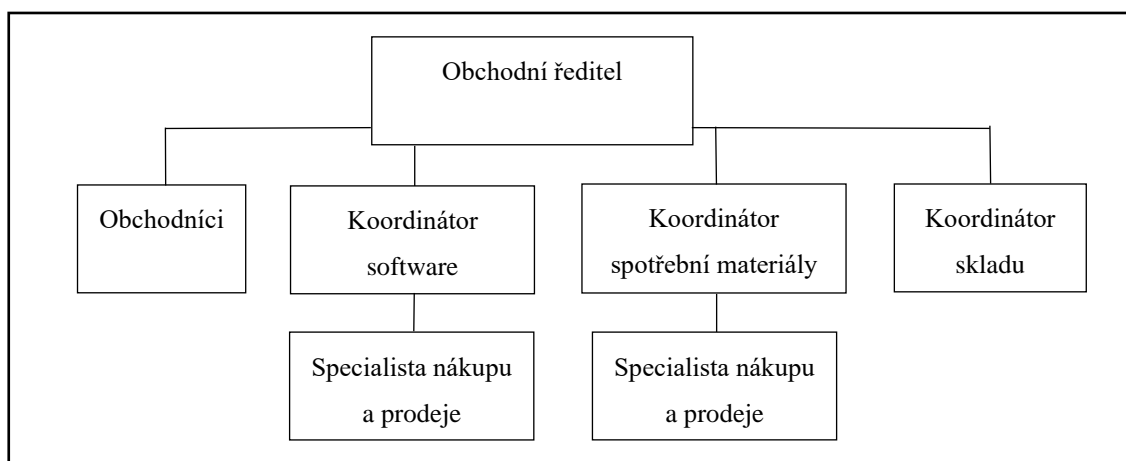 Obchodní ředitel
Obchodníci
Koordinátor
software
Koordinátor
spotřební materiály
Koordinátor
skladu
Specialista nákupu
a prodeje
Specialista nákupu
a prodeje